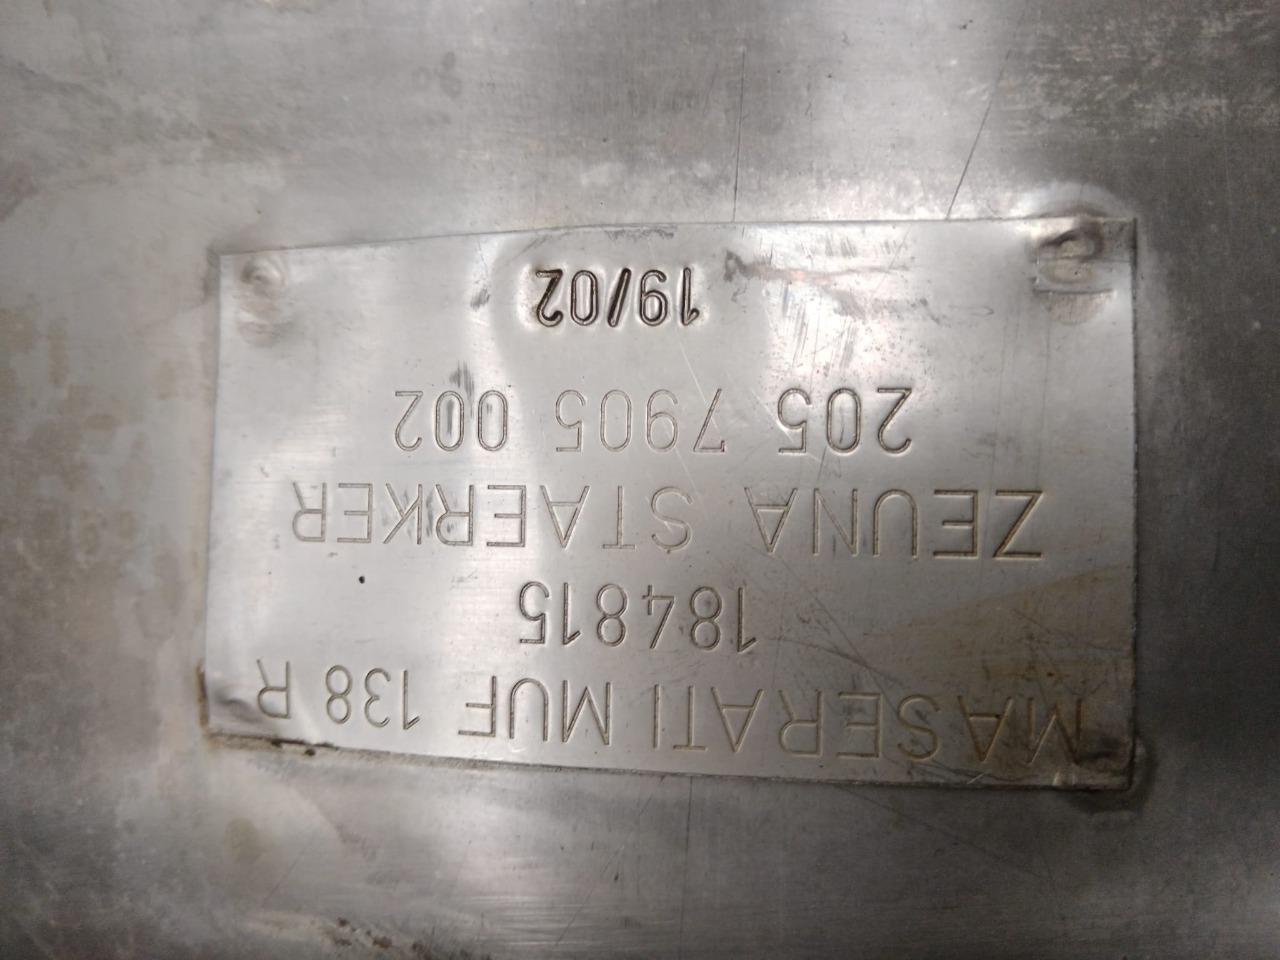 MASERATI MUF 138 R
184815
ZEUNA STAERKER
205 7905 002
19/02